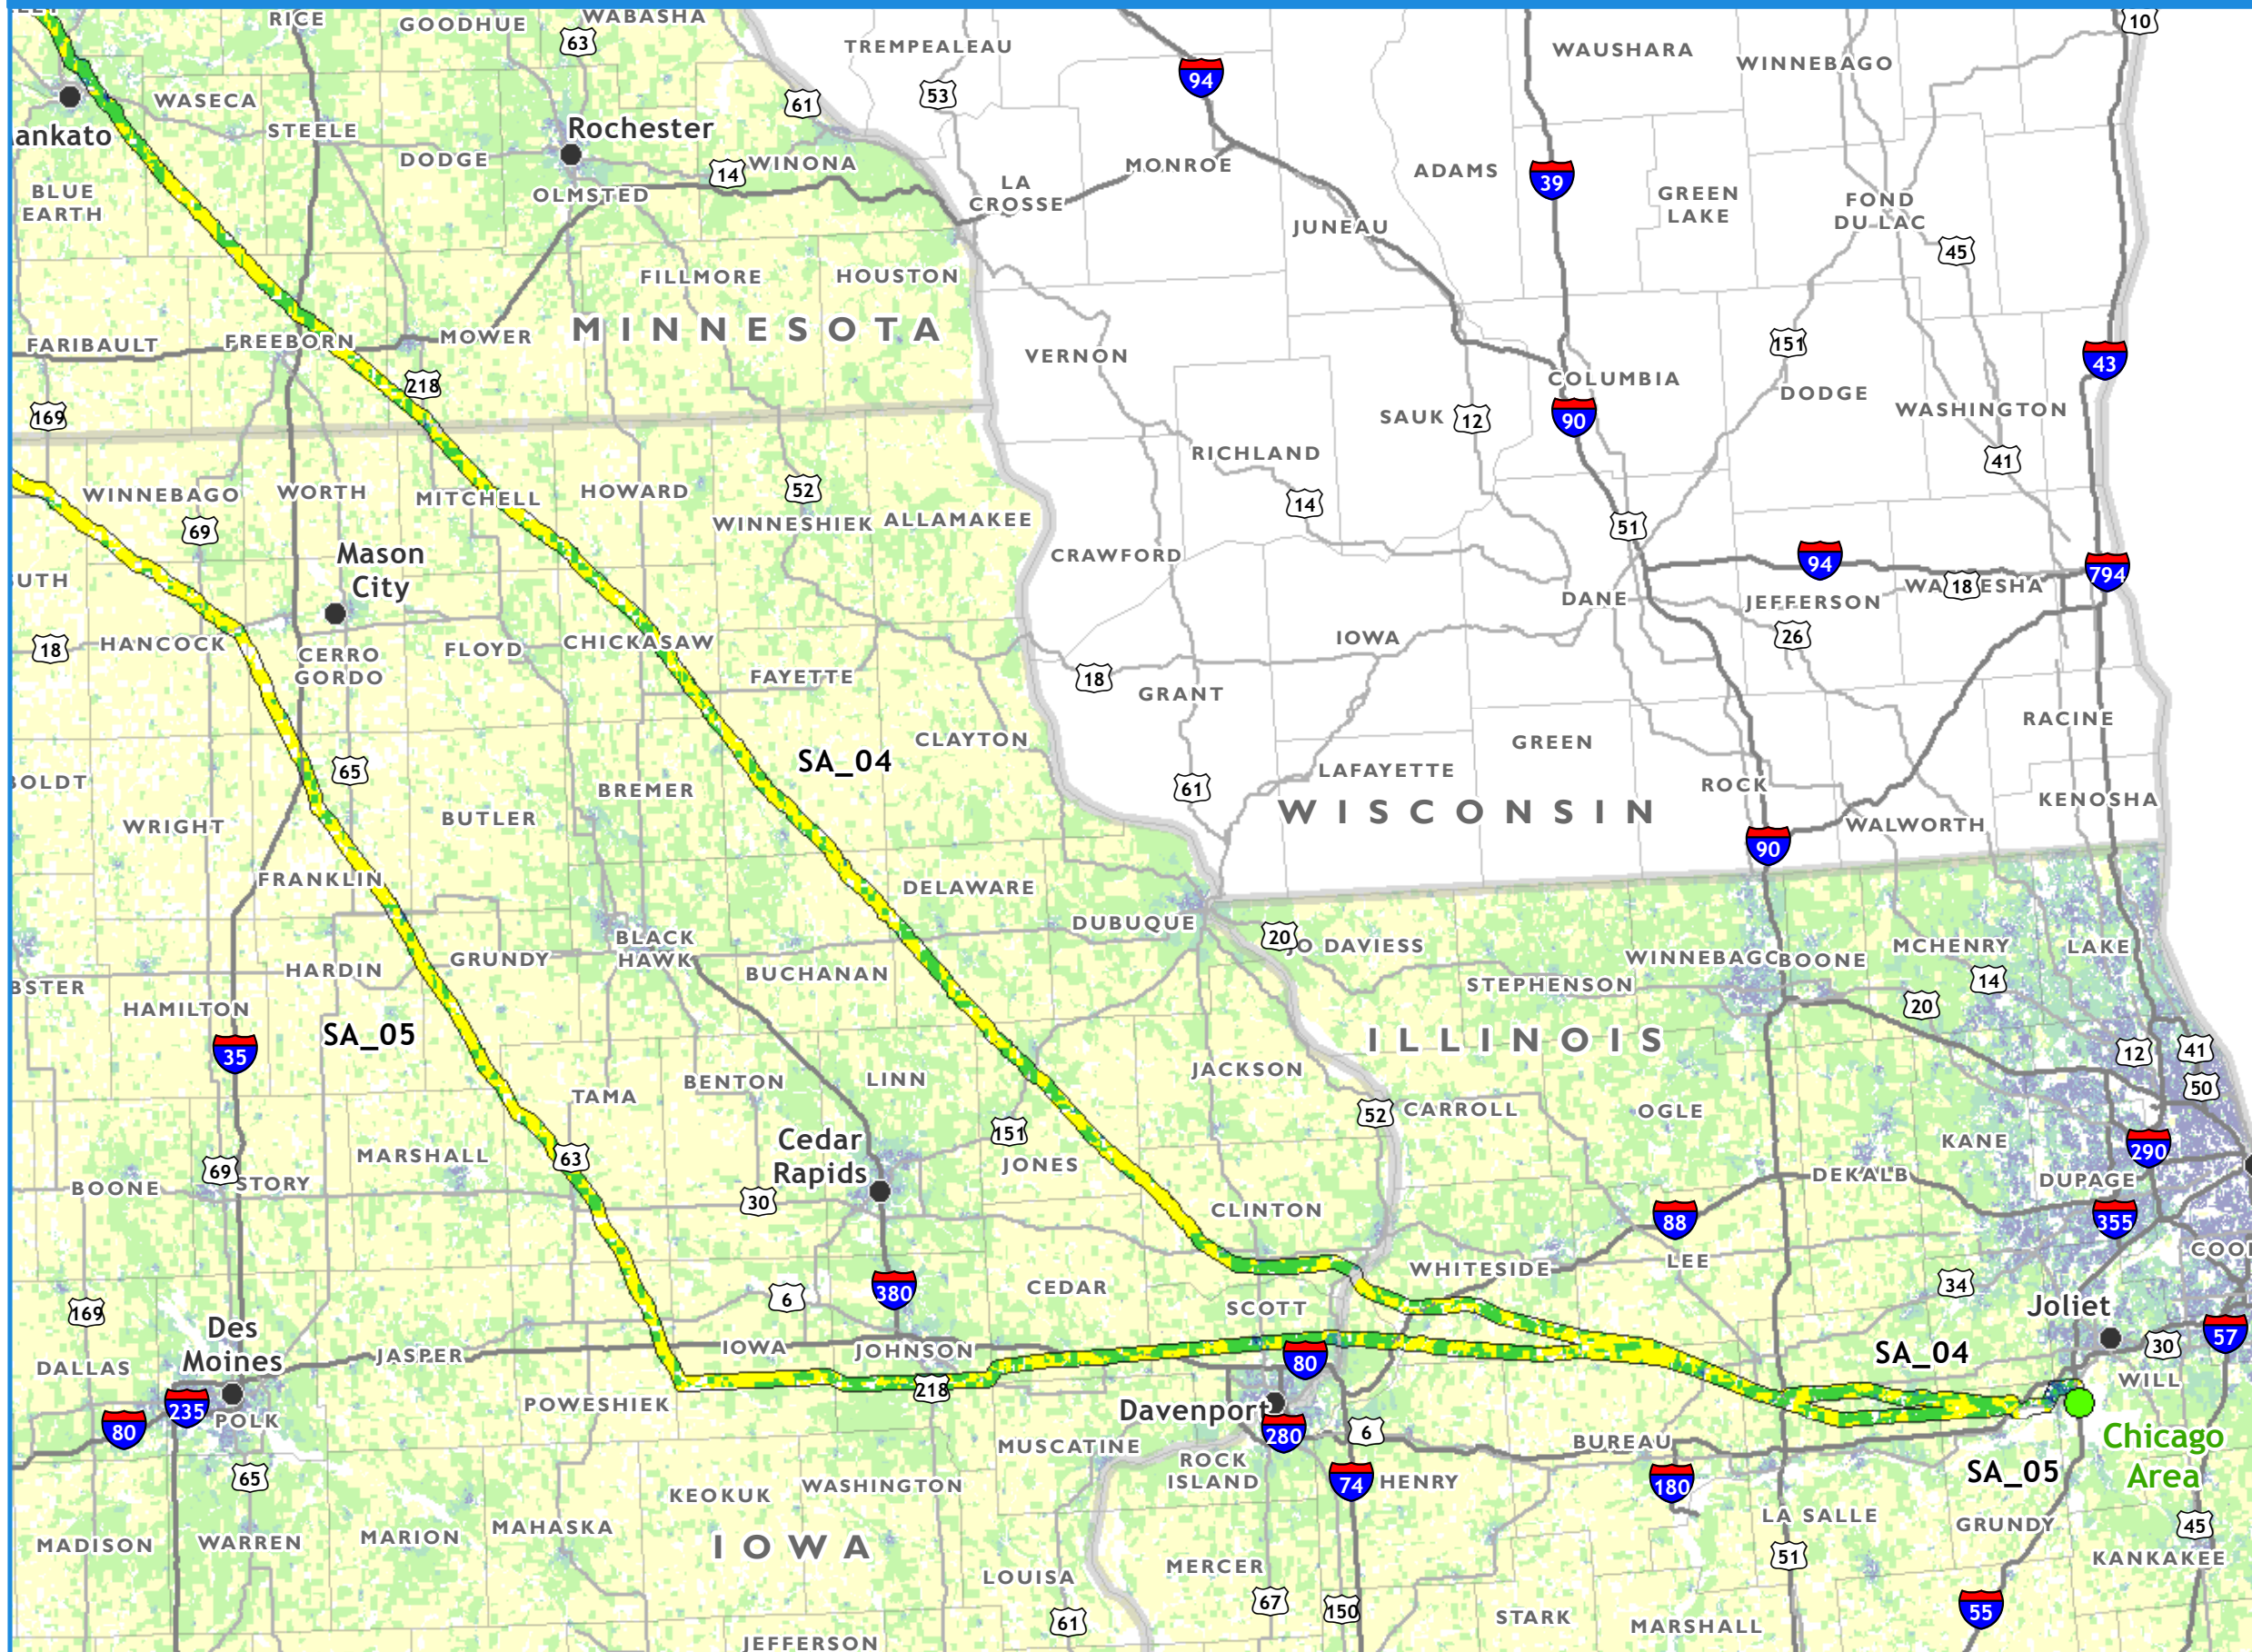 RICE
GOODHUE
WABASHA
63
TREMPEALEAU
53
94
WAUSHARA
WINNEBAGO
10
WASECA
STEELE
61
Rochester
ankato
DODGE
14
WINONA
OLMSTED
MONROE
ADAMS
39
BLUE
EARTH
LA
CROSSE
GREEN
LAKE
FOND
DU LAC
JUNEAU
45
FILLMORE
HOUSTON
MINNESOTA
FARIBAULT
FREEBORN
MOWER
VERNON
151
43
218
COLUMBIA
DODGE
169
SAUK
12
90
WASHINGTON
RICHLAND
41
WINNEBAGO
WORTH
MITCHELL
HOWARD
52
14
69
WINNESHIEK
ALLAMAKEE
51
Mason
City
CRAWFORD
94
794
UTH
18
DANE
JEFFERSON
HANCOCK
18
CERRO
GORDO
FLOYD
CHICKASAW
IOWA
26
FAYETTE
18
GRANT
RACINE
CLAYTON
GREEN
SA_04
65
LAFAYETTE
ROCK
BOLDT
BREMER
61
WISCONSIN
KENOSHA
WRIGHT
BUTLER
WALWORTH
90
FRANKLIN
DELAWARE
DUBUQUE
20
JO DAVIESS
BLACK
HAWK
MCHENRY
LAKE
HARDIN
GRUNDY
BUCHANAN
WINNEBAGO
BOONE
BSTER
STEPHENSON
14
HAMILTON
20
SA_05
ILLINOIS
35
12
41
JACKSON
50
TAMA
BENTON
LINN
52
CARROLL
OGLE
Cedar
Rapids
151
KANE
290
MARSHALL
63
JONES
69
BOONE
STORY
DEKALB
DUPAGE
30
CLINTON
88
355
COO
WHITESIDE
LEE
380
CEDAR
34
6
169
SCOTT
Joliet
Des
Moines
57
30
IOWA
JOHNSON
SA_04
DALLAS
JASPER
80
WILL
218
235
POWESHIEK
Davenport
80
POLK
280
6
Chicago
Area
MUSCATINE
BUREAU
65
ROCK
ISLAND
74
HENRY
180
SA_05
KEOKUK
WASHINGTON
LA SALLE
GRUNDY
45
MAHASKA
MADISON
WARREN
MARION
IOWA
51
KANKAKEE
LOUISA
MERCER
67
150
55
61
STARK
MARSHALL
JEFFERSON